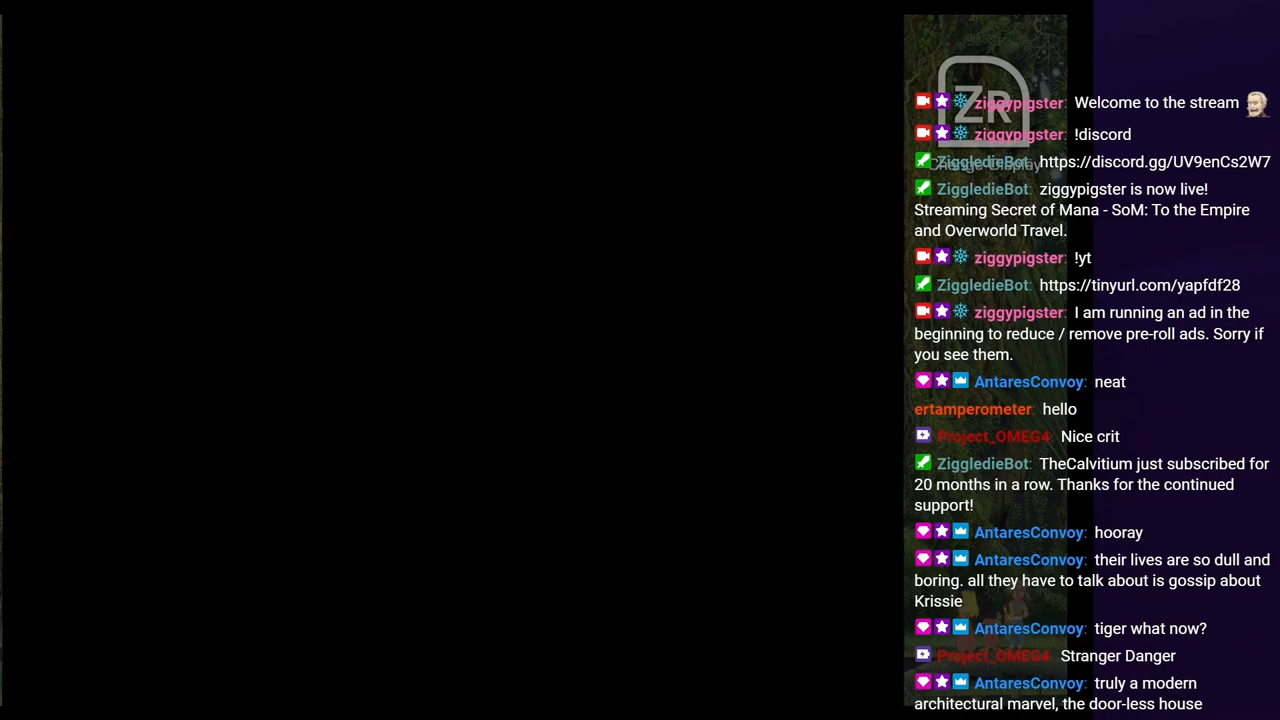 ZR
Change Display
ziggypigster: Welcome to the stream
ziggypigster: !discord
ZiggledieBot: https://discord.gg/UV9enCs2W7
ZiggledieBot: ziggypigster is now live!
Streaming Secret of Mana - SoM: To the Empire
and Overworld Travel.
ziggypigster: !yt
ZiggledieBot: https://tinyurl.com/yapfdf28
ziggypigster: I am running an ad in the
beginning to reduce / remove pre-roll ads. Sorry if
you see them.
AntaresConvoy: neat
ertamperometer: hello
Project_OMEG4 Nice crit
ZiggledieBot: TheCalvitium just subscribed for
20 months in a row. Thanks for the continued
support!
AntaresConvoy: hooray
AntaresConvoy: their lives are so dull and
boring. all they have to talk about is gossip about
Krissie
AntaresConvoy: tiger what now?
Project_OMEG4 Stranger Danger
AntaresConvoy: truly a modern
architectural marvel, the door-less house